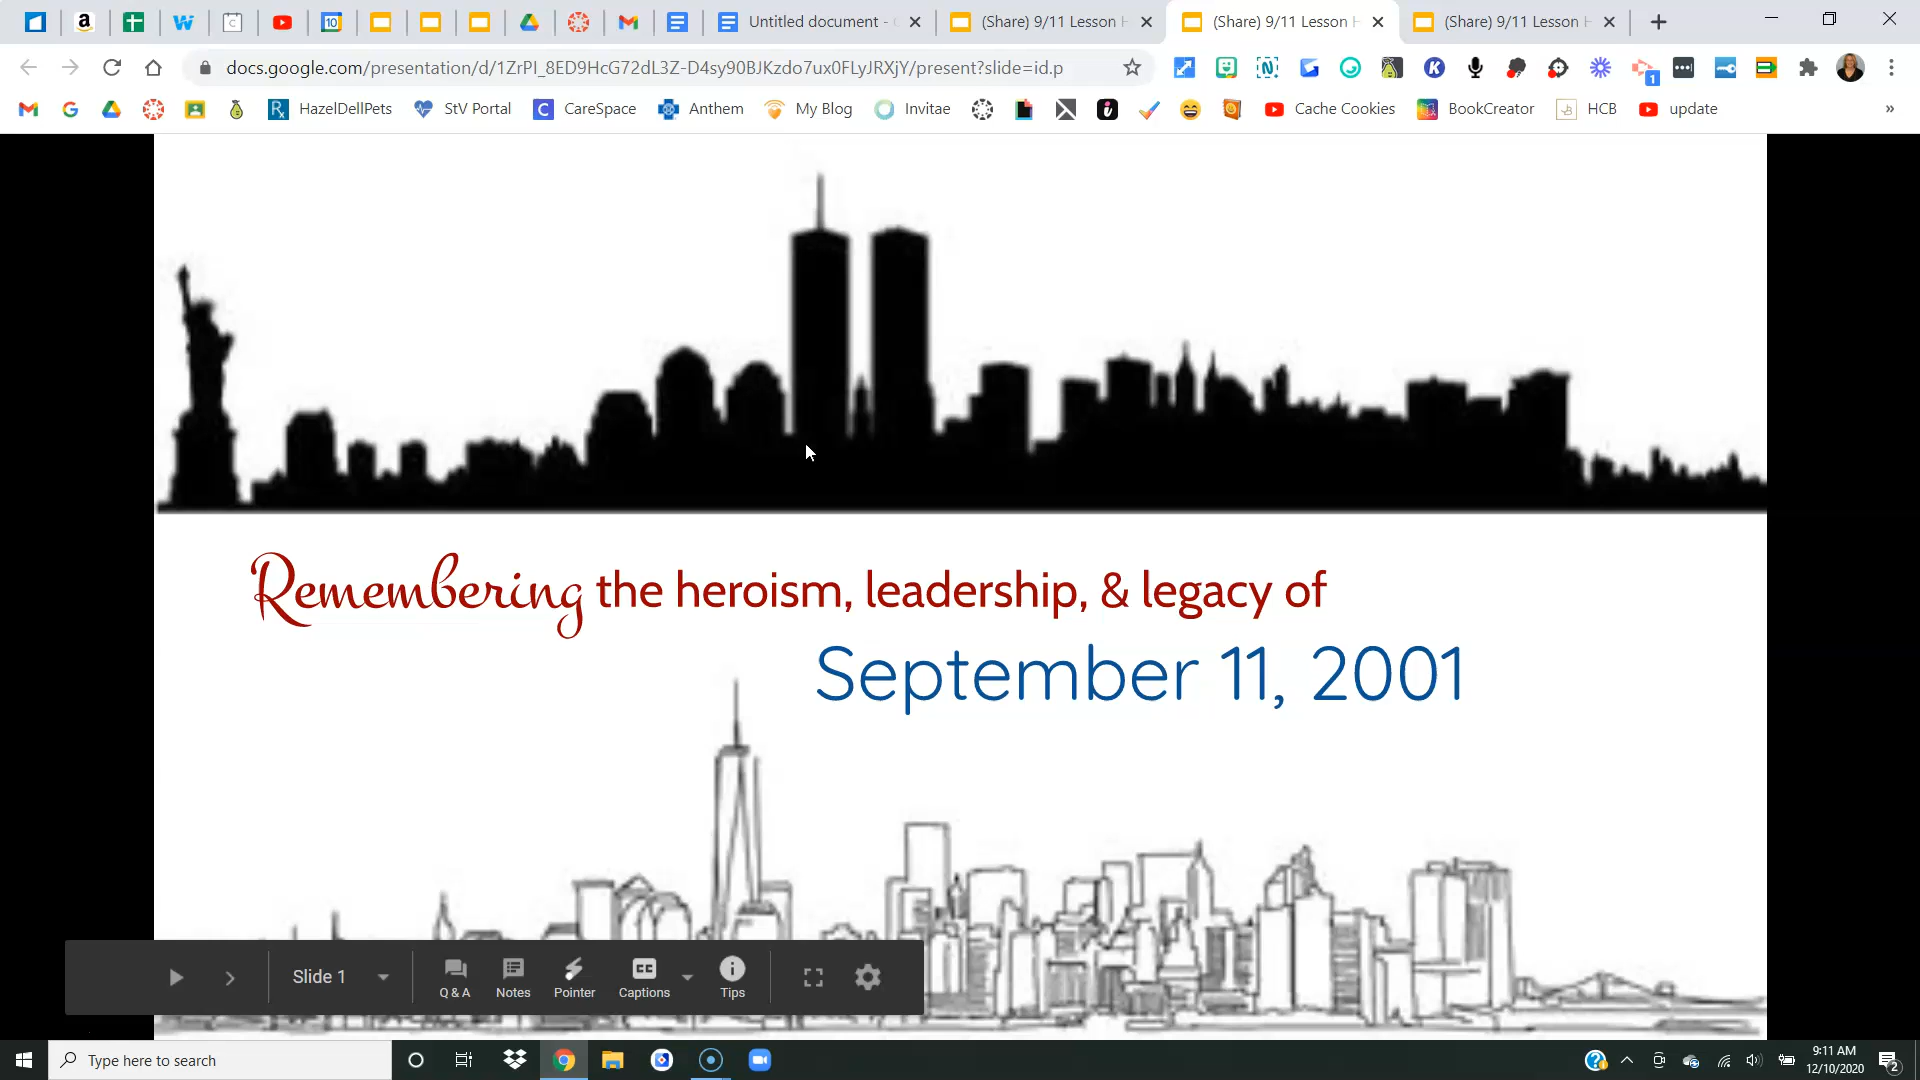 Untitled document -
(Share) 9/11 Lesson
(Share) 9/11 Lesson
(Share) 9/11 Lesson
docs.google.com/presentation/d/1ZrPI_8ED9HcG72dL3Z-D4sy90BJKzdo7ux0FLyJRXjY/present?slide=id.p
HazelDellPets
StV Portal
CareSpace
Anthem
My Blog
Invitae
Cache Cookies
BookCreator
HCB
update
»
Remembering the heroism, leadership, & legacy of
September 11, 2001
Slide 1
Q & A
Notes
Pointer
Captions
Tips
Type here to search
9:11 AM
12/10/2020
2